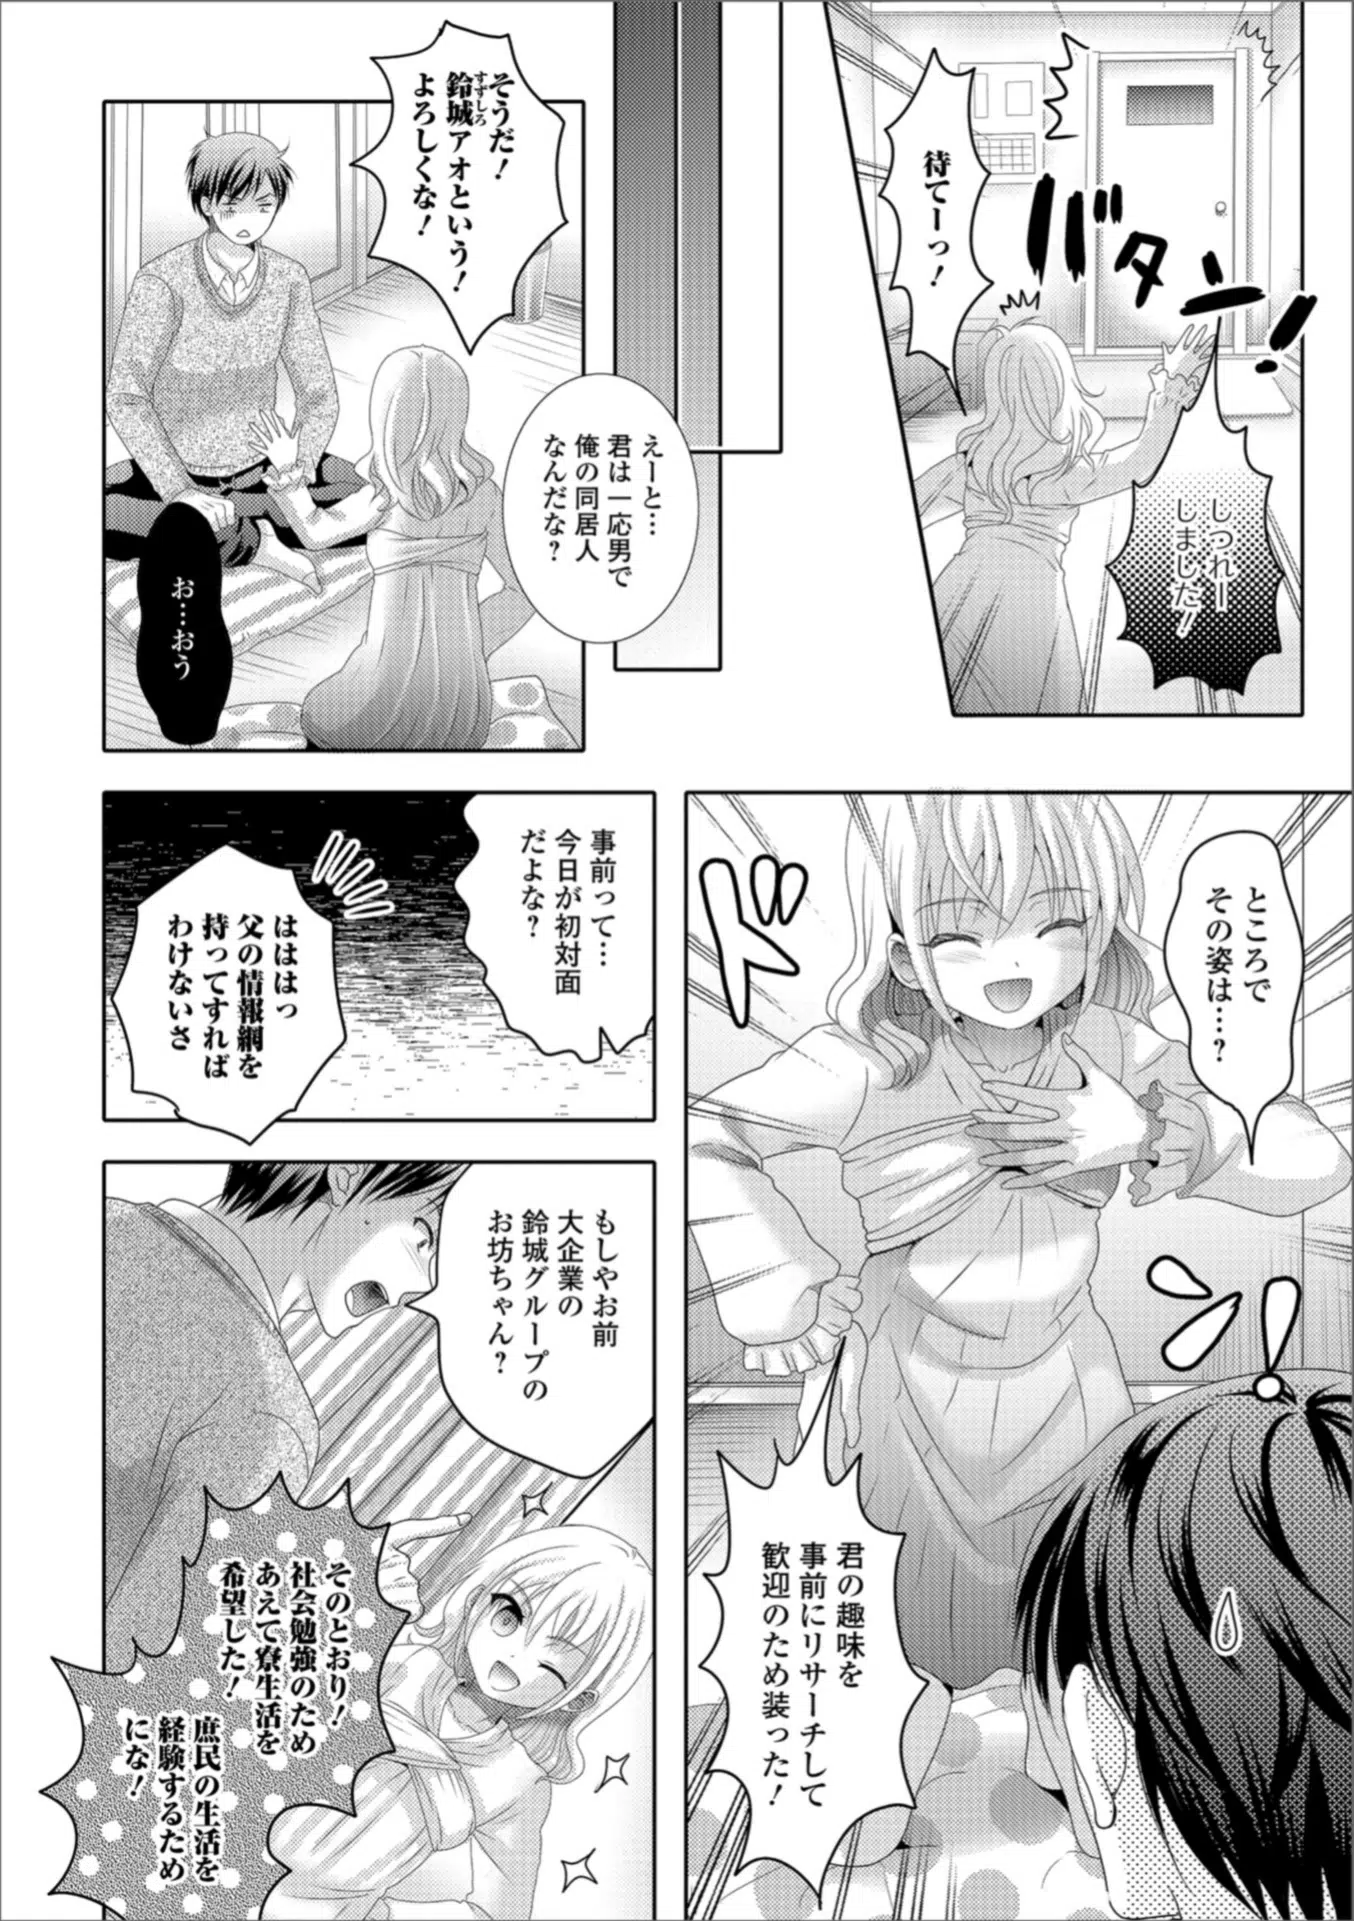 バタン!
しつれー
しました!
待てーっ!
えーと…
君は一応男で
俺の同居人
なんだな?
そうだ!
鈴城アオという!
すずしろ
よろしくな!
お…おう
ところで
その姿は…?
ドン
君の趣味を
事前にリサーチして
歓迎のため装った!
事前って…
今日が初対面
だよな?
はははっ
父の情報網を
持ってすれば
わけないさ
もしやお前
大企業の
鈴城グループの
お坊ちゃん?
そのとおり!
社会勉強のため
あえて寮生活を
希望した!
庶民の生活を
経験するため
にな!